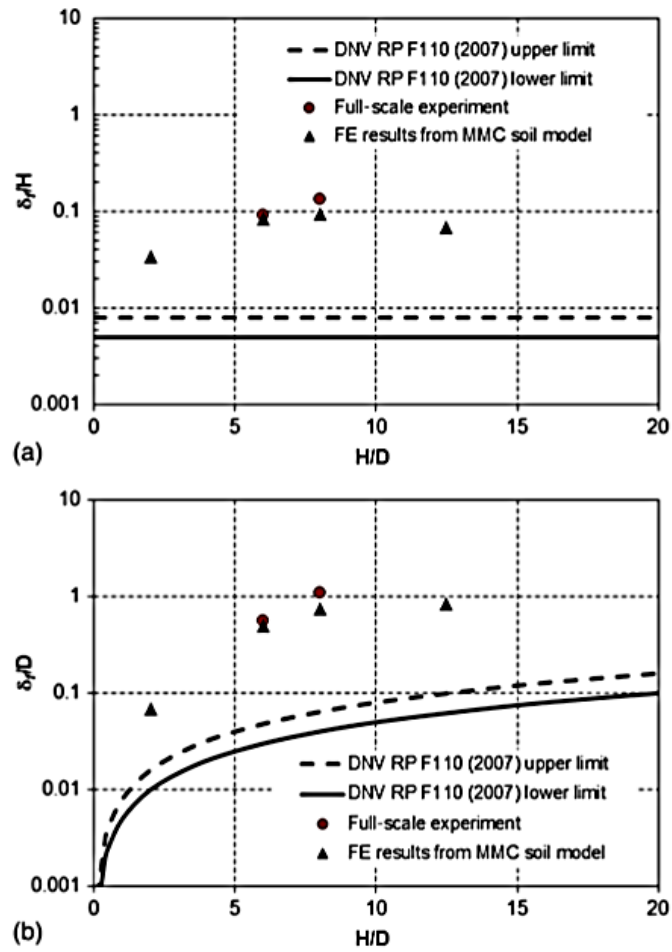 10
DNV RP F110 (2007) upper limit
DNV RP F110 (2007) lower limit
1
Full-scale experiment
FE results from MMC soil model
δf/H
0.1
0.01
0.001
0 5 10 15 20
(a)
H/D
10
1
δf/D
0.1
DNV RP F110 (2007) upper limit
0.01
DNV RP F110 (2007) lower limit
Full-scale experiment
FE results from MMC soil model
0.001
0 5 10 15 20
(b)
H/D